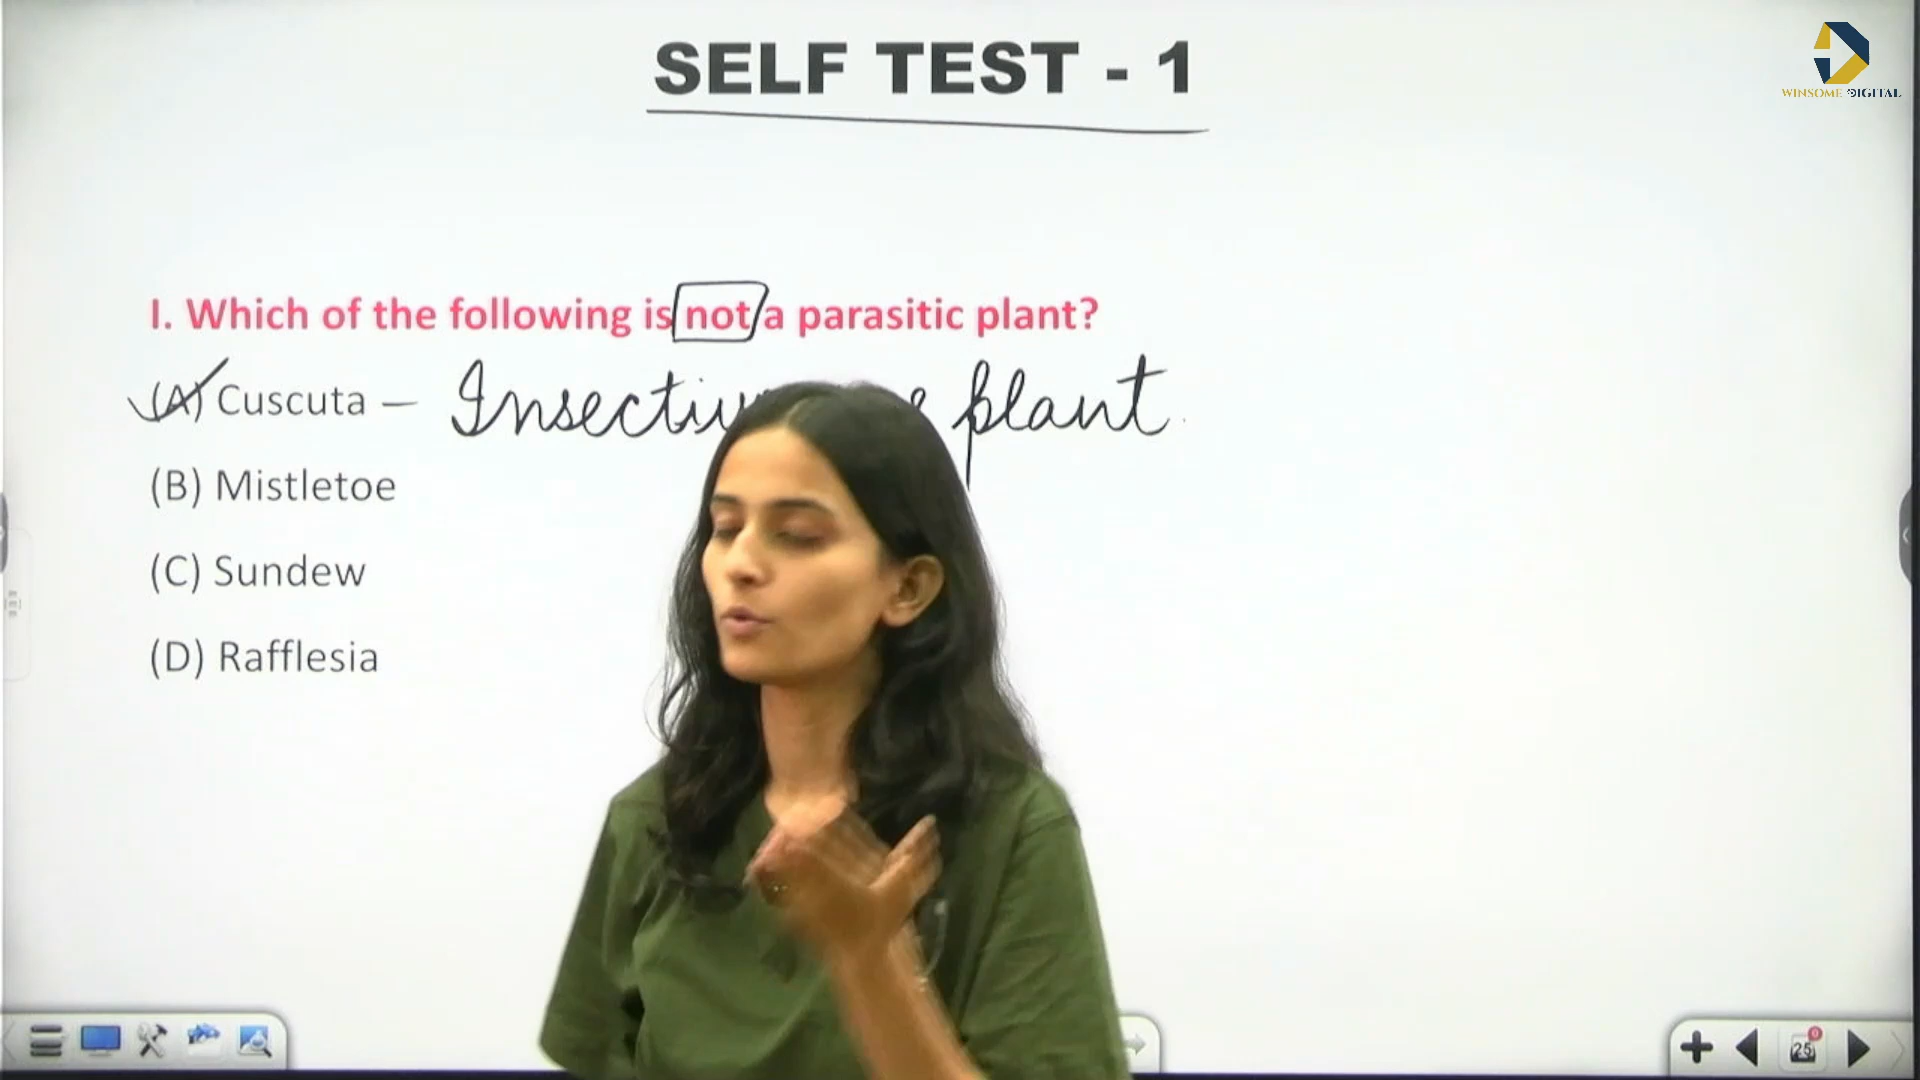 SELF TEST - 1
WINSOME DIGITAL
I. Which of the following is not a parasitic plant?
(A) Cuscuta — plant
(B) Mistletoe
(C) Sundew
(D) Rafflesia
25
0